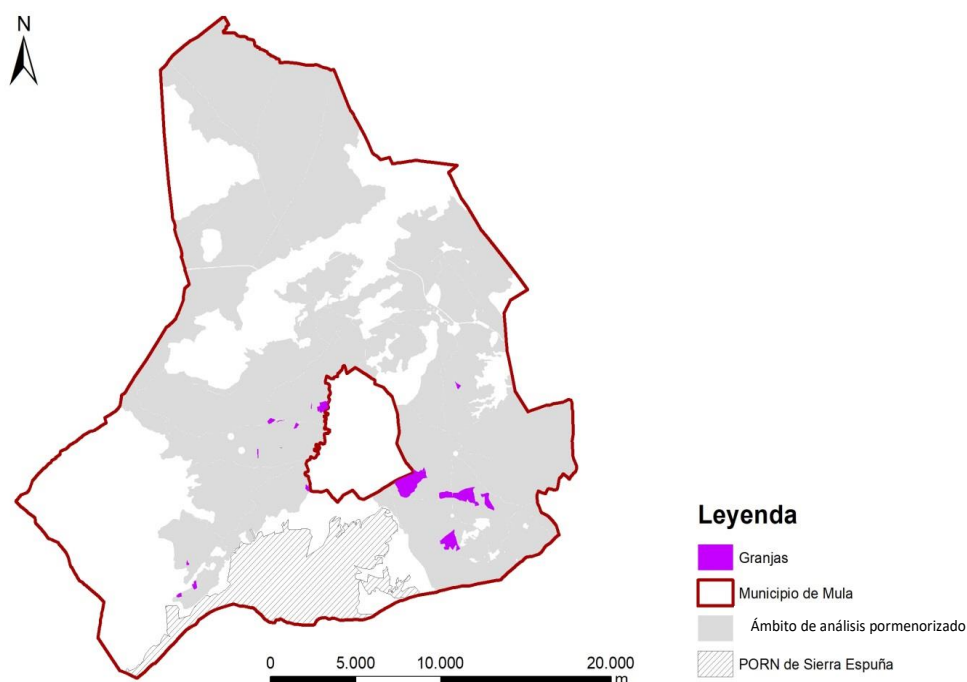 N
Leyenda
Granjas
Municipio de Mula
Ámbito de análisis pormenorizado
PORN de Sierra Espuña
0 5.000 10.000 20.000
m